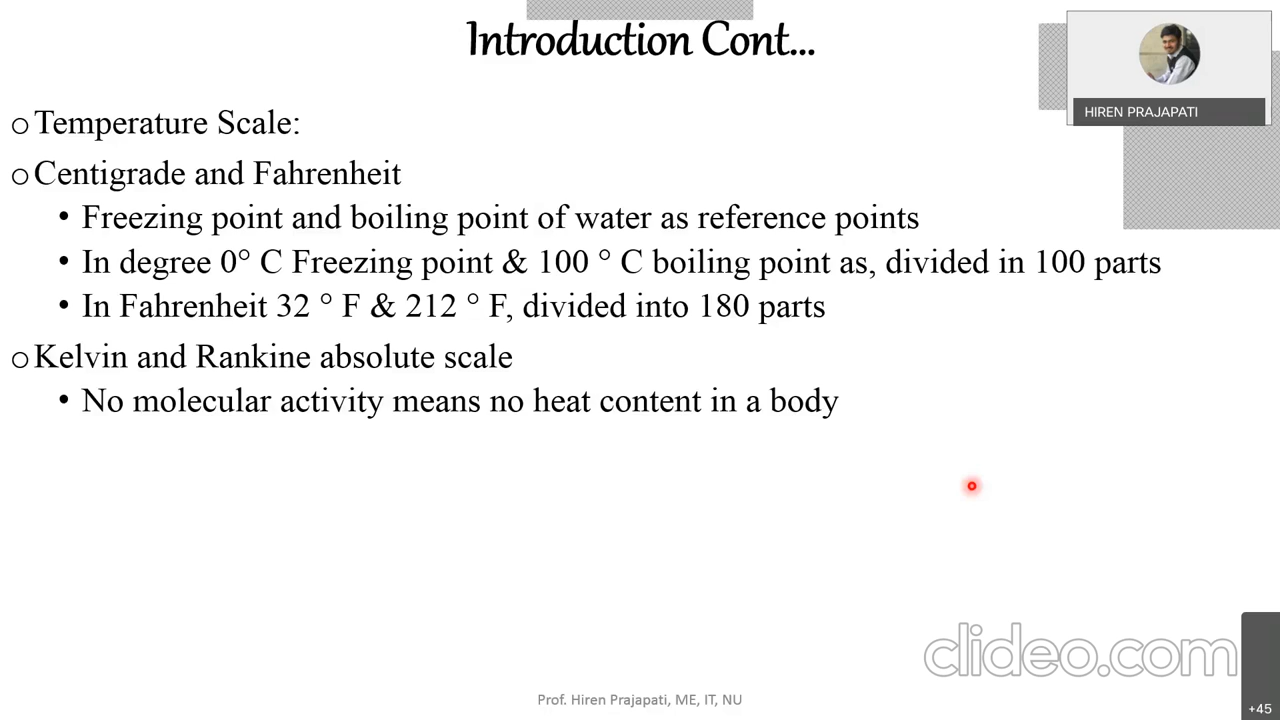 Introduction Cont...
HIREN PRAJAPATI
○Temperature Scale:
○Centigrade and Fahrenheit
• Freezing point and boiling point of water as reference points
• In degree 0° C Freezing point & 100 ° C boiling point as, divided in 100 parts
• In Fahrenheit 32 ° F & 212 ° F, divided into 180 parts
○Kelvin and Rankine absolute scale
• No molecular activity means no heat content in a body
clideo.com
Prof. Hiren Prajapati, ME, IT, NU
+45